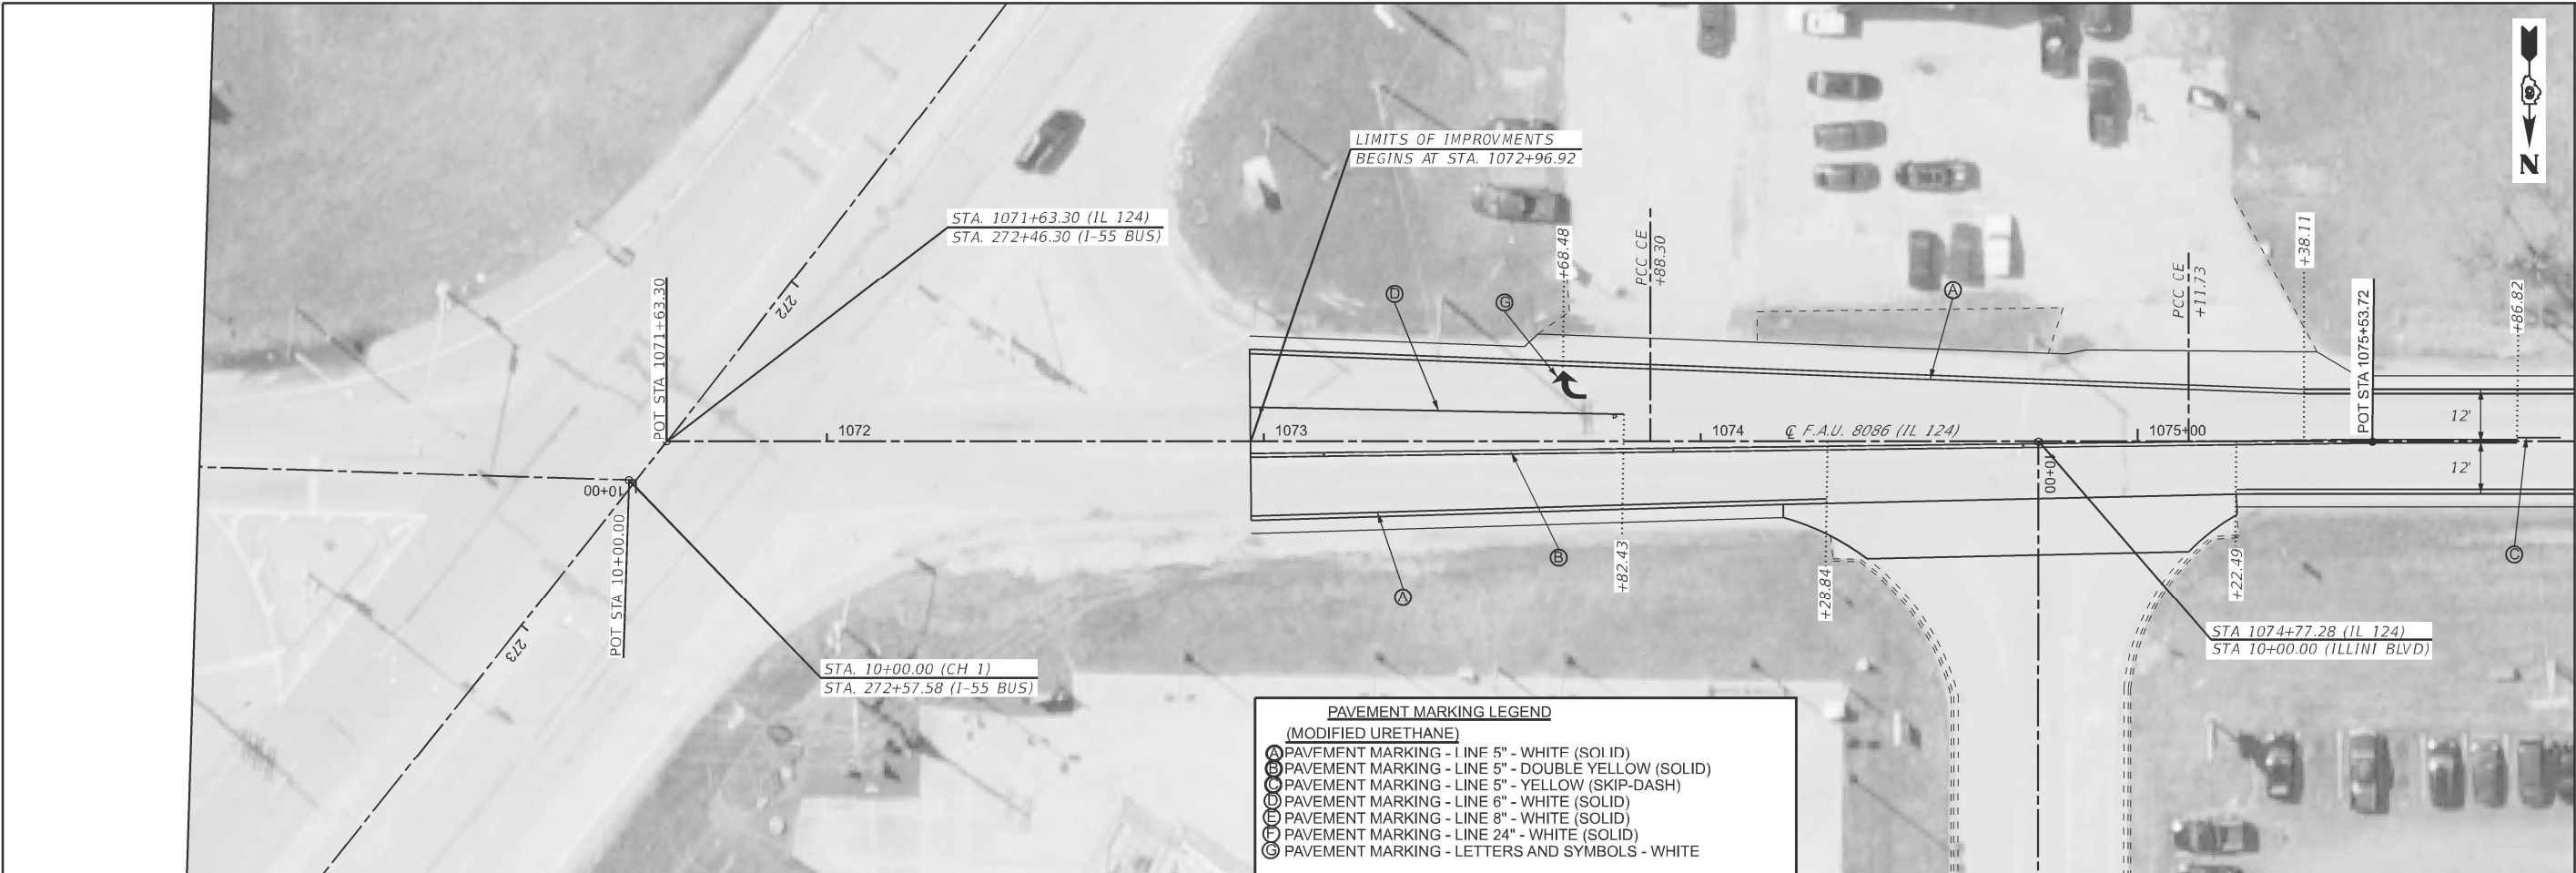 LIMITS OF IMPROVMENTS
BEGINS AT STA. 1072+96.92
9
N
STA. 1071+63.30 (IL 124)
STA. 272+46.30 (I-55 BUS)
POT STA 1071+63.30
272
D
G
+68.48
PCC CE
+88.30
A
PCC CE
+11.73
+38.11
POT STA 1075+53.72
+86.82
1072
1073
1074
℄ F.A.U. 8086 (IL 124)
1075+00
12'
12'
10+00
10+00
POT STA 10+00.00
273
A
B
+82.43
+28.84
+22.49
C
STA. 10+00.00 (CH 1)
STA. 272+57.58 (I-55 BUS)
STA 1074+77.28 (IL 124)
STA 10+00.00 (ILLINI BLVD)
PAVEMENT MARKING LEGEND
(MODIFIED URETHANE)
A PAVEMENT MARKING - LINE 5" - WHITE (SOLID)
B PAVEMENT MARKING - LINE 5" - DOUBLE YELLOW (SOLID)
C PAVEMENT MARKING - LINE 5" - YELLOW (SKIP-DASH)
D PAVEMENT MARKING - LINE 6" - WHITE (SOLID)
E PAVEMENT MARKING - LINE 8" - WHITE (SOLID)
F PAVEMENT MARKING - LINE 24" - WHITE (SOLID)
G PAVEMENT MARKING - LETTERS AND SYMBOLS - WHITE